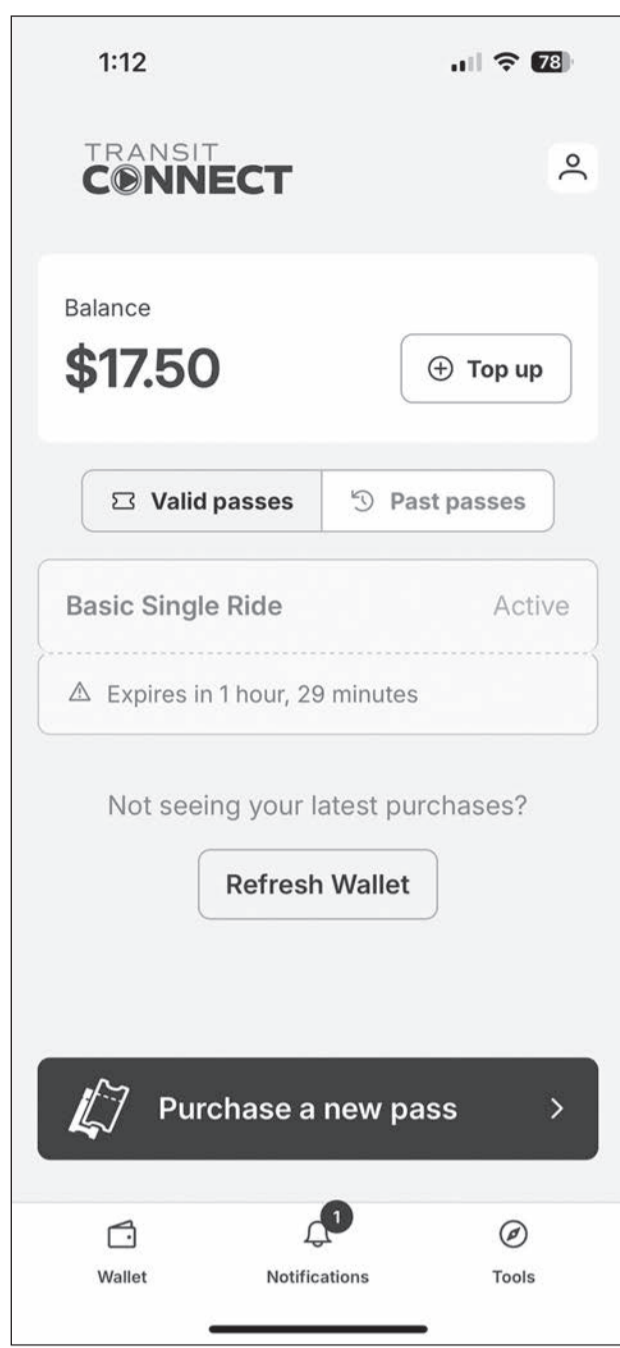 1:12 78
TRANSIT
CONNECT
Balance
$17.50 Top up
Valid passes Past passes
Basic Single Ride Active
Expires in 1 hour, 29 minutes
Not seeing your latest purchases?
Refresh Wallet
Purchase a new pass
1
Wallet Notifications Tools